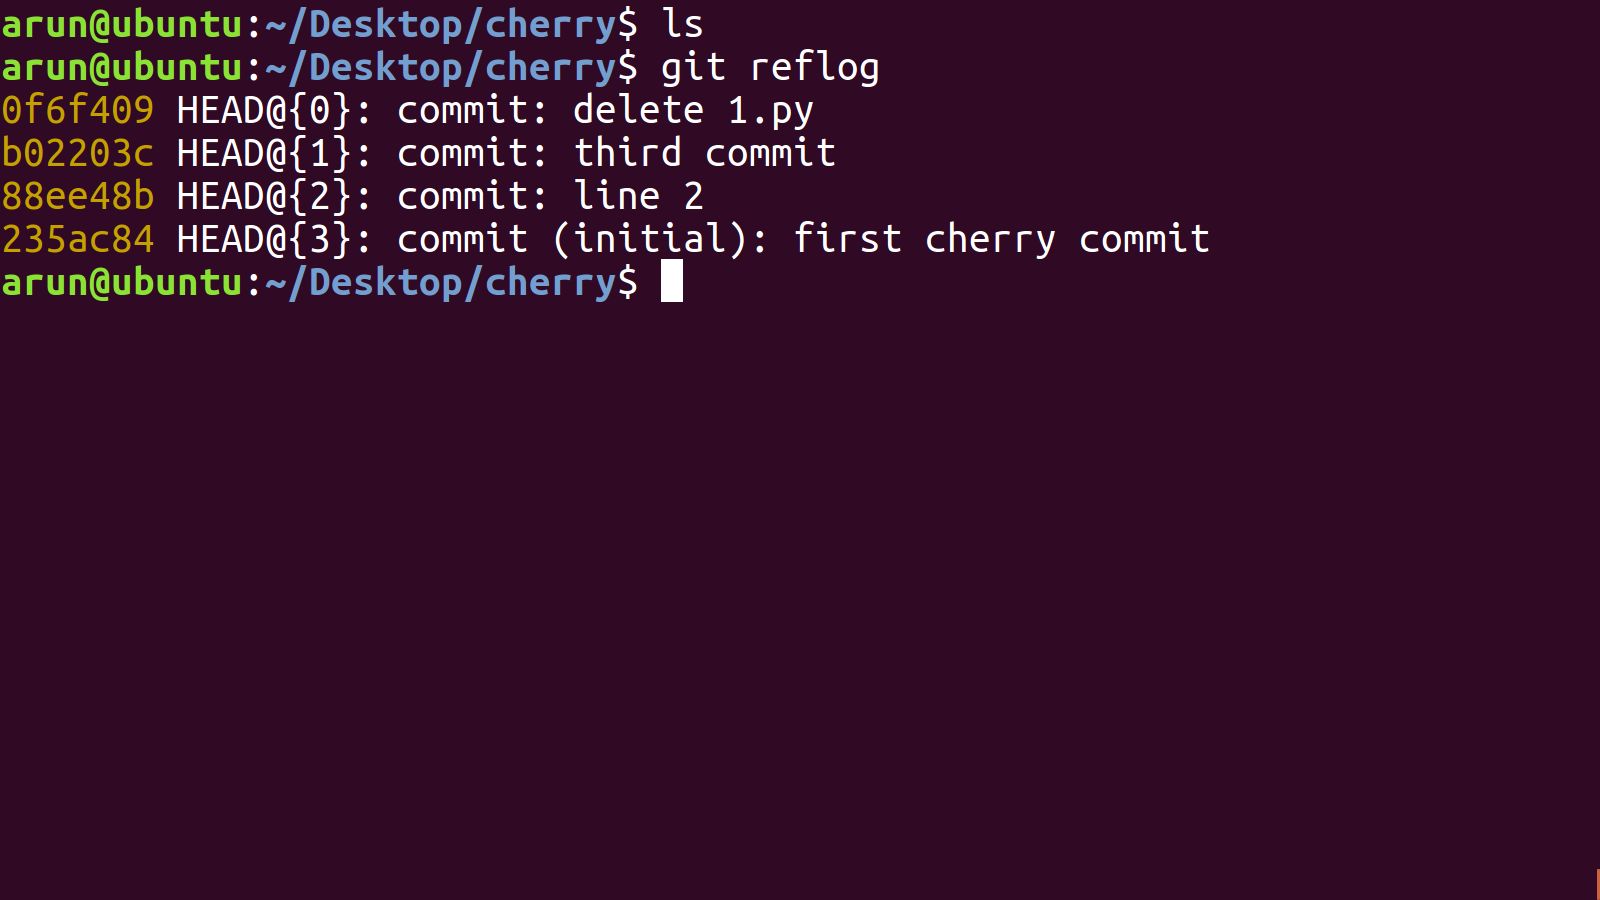 arun@ubuntu:~/Desktop/cherry$ ls
arun@ubuntu:~/Desktop/cherry$ git reflog
0f6f409 HEAD@{0}: commit: delete 1.py
b02203c HEAD@{1}: commit: third commit
88ee48b HEAD@{2}: commit: line 2
235ac84 HEAD@{3}: commit (initial): first cherry commit
arun@ubuntu:~/Desktop/cherry$